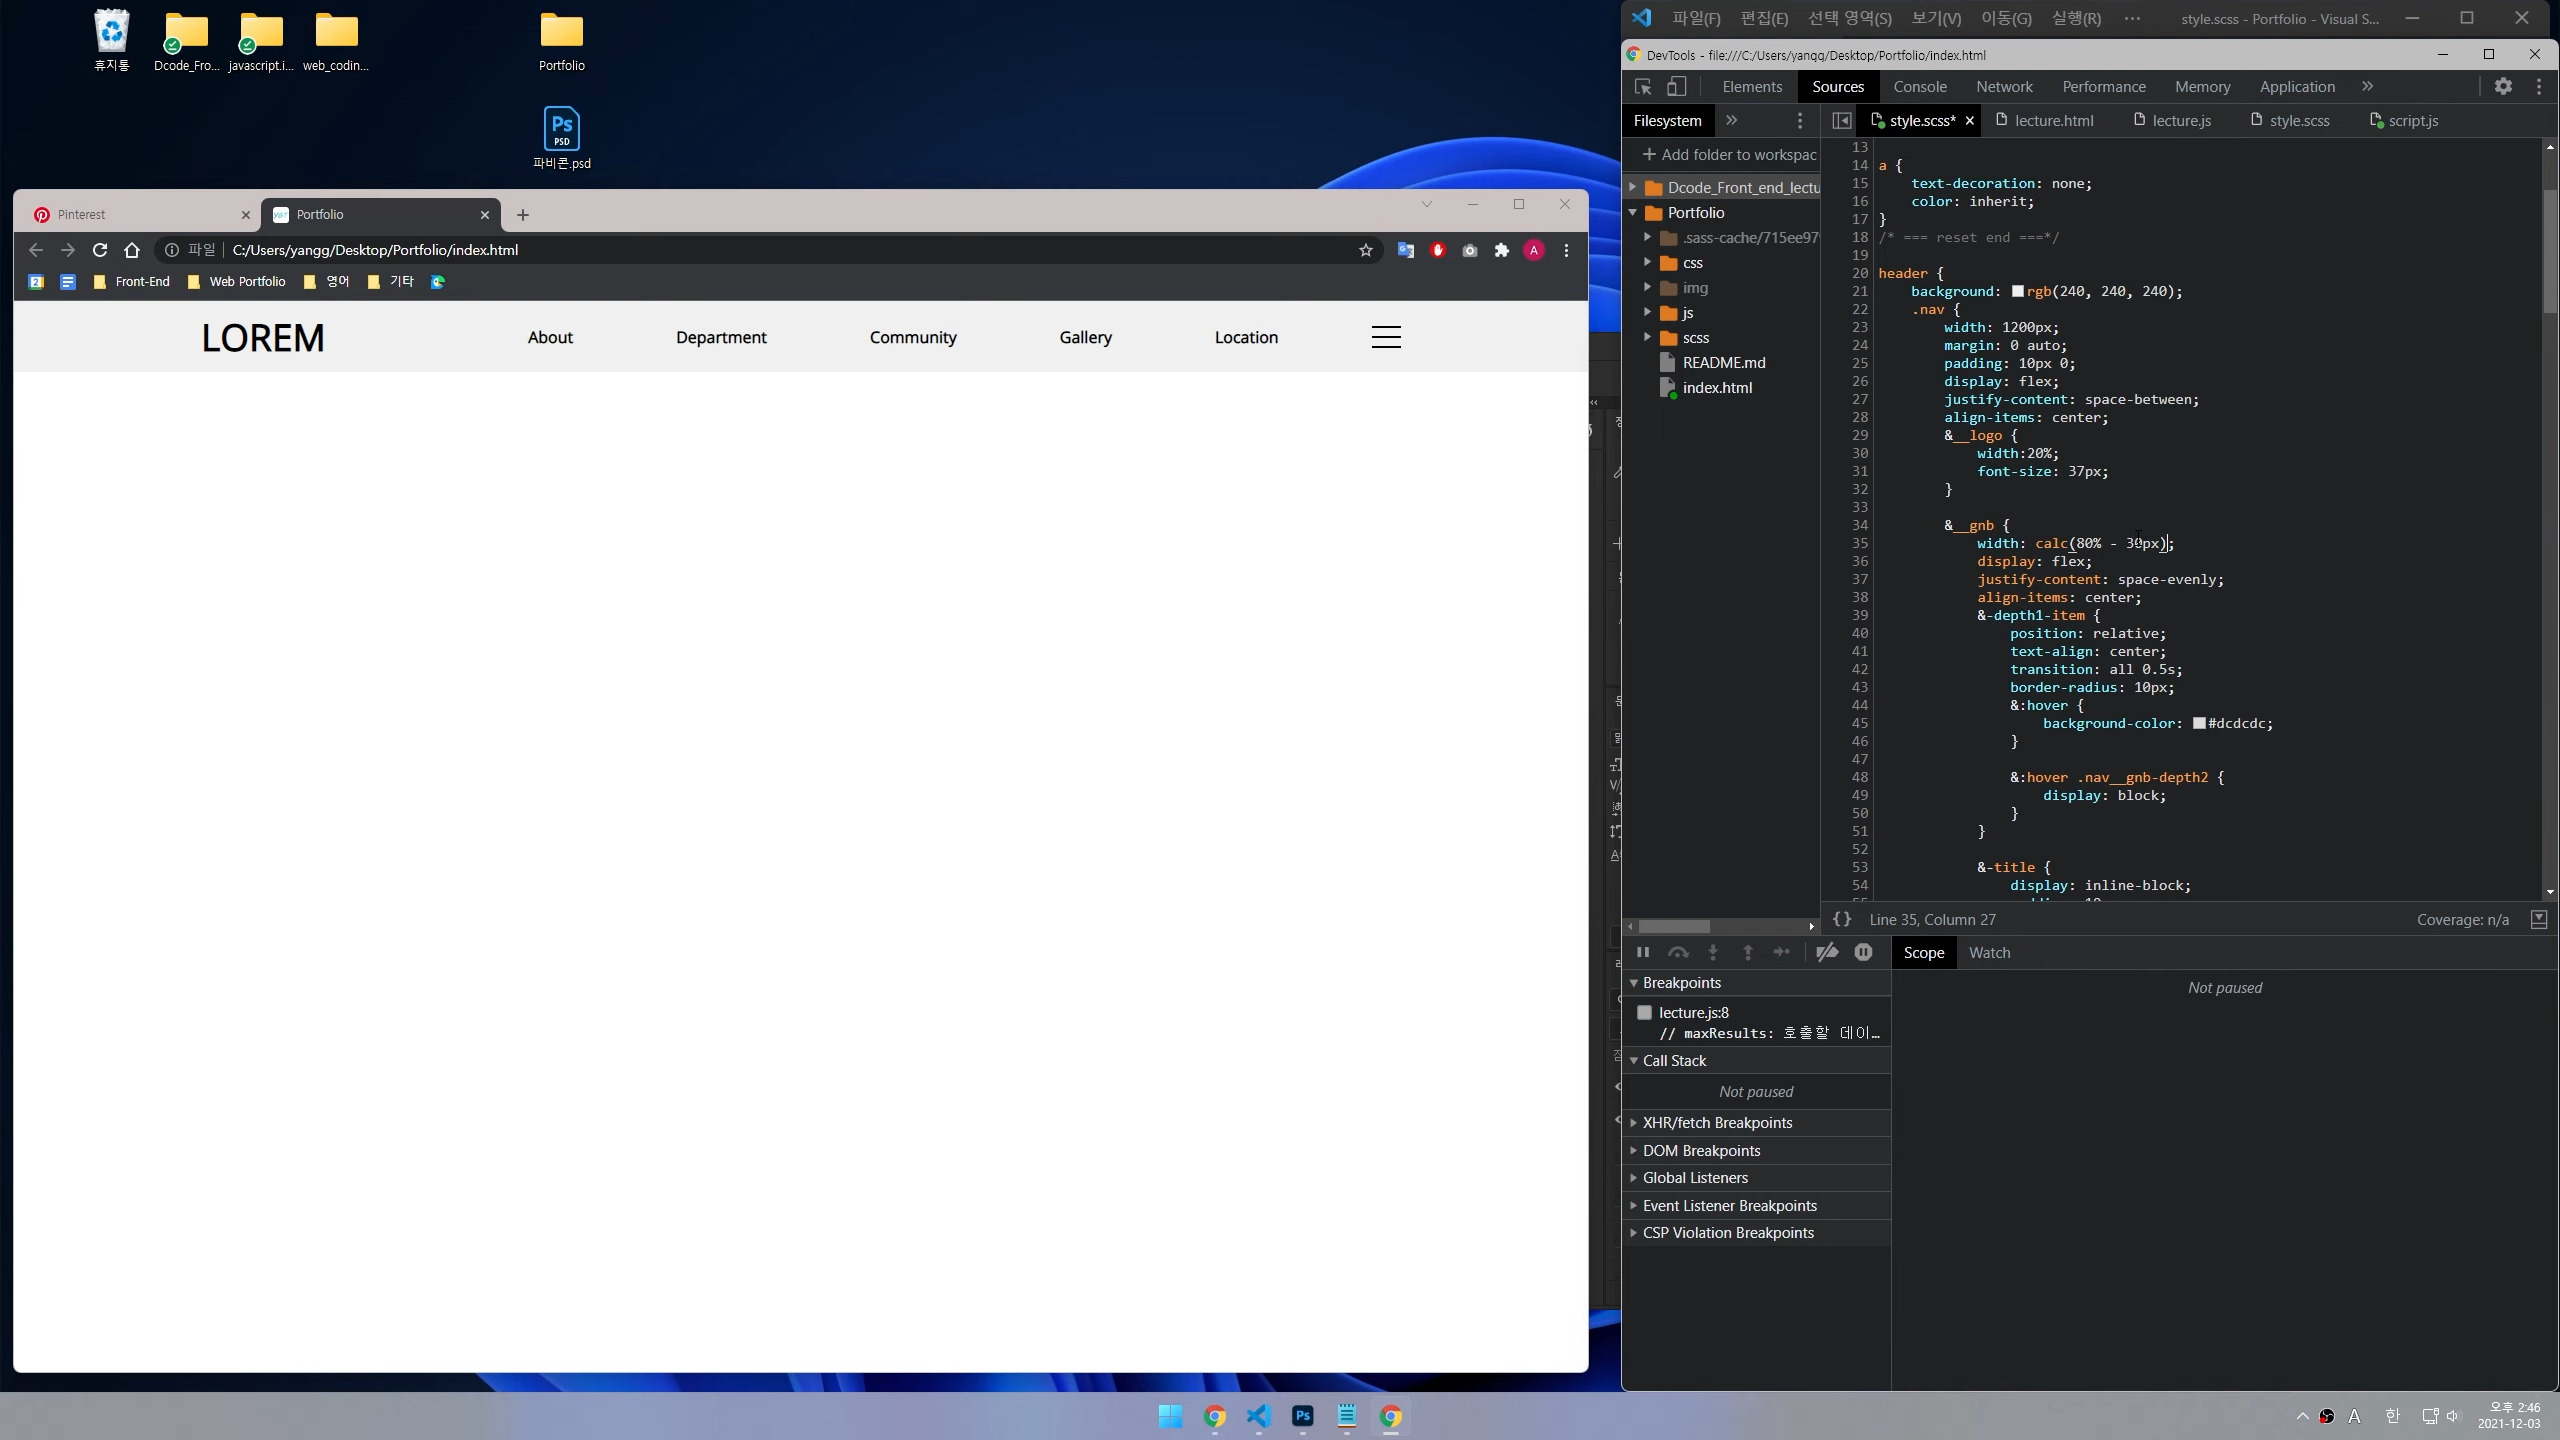 휴지통
Dcode_Fro...
javascript.i...
web_codin...
Portfolio
Ps
PSD
파비콘.psd
파일(F) 편집(E) 선택 영역(S) 보기(V) 이동(G) 실행(R) ··· style.scss - Portfolio - Visual S...
DevTools - file:///C:/Users/yangg/Desktop/Portfolio/index.html
Elements Sources Console Network Performance Memory Application »
Filesystem » style.scss* × lecture.html lecture.js style.scss script.js
+ Add folder to workspac
Dcode_Front_end_lectu
Portfolio
.sass-cache/715ee97
css
img
js
scss
README.md
index.html
Pinterest
Portfolio
파일 C:/Users/yangg/Desktop/Portfolio/index.html
A
Front-End Web Portfolio 영어 기타
LOREM About Department Community Gallery Location
13
14 a {
15 text-decoration: none;
16 color: inherit;
17 }
18 /* === reset end ===*/
19
20 header {
21 background: rgb(240, 240, 240);
22 .nav {
23 width: 1200px;
24 margin: 0 auto;
25 padding: 10px 0;
26 display: flex;
27 justify-content: space-between;
28 align-items: center;
29 &__logo {
30 width:20%;
31 font-size: 37px;
32 }
33
34 &__gnb {
35 width: calc(80% - 30px);
36 display: flex;
37 justify-content: space-evenly;
38 align-items: center;
39 &-depth1-item {
40 position: relative;
41 text-align: center;
42 transition: all 0.5s;
43 border-radius: 10px;
44 &:hover {
45 background-color: #dcdcdc;
46 }
47
48 &:hover .nav__gnb-depth2 {
49 display: block;
50 }
51 }
52
53 &-title {
54 display: inline-block;
{} Line 35, Column 27 Coverage: n/a
Scope Watch
Not paused
Breakpoints
lecture.js:8
// maxResults: 호출할 데이…
Call Stack
Not paused
XHR/fetch Breakpoints
DOM Breakpoints
Global Listeners
Event Listener Breakpoints
CSP Violation Breakpoints
Ps
A 한
오후 2:46
2021-12-03